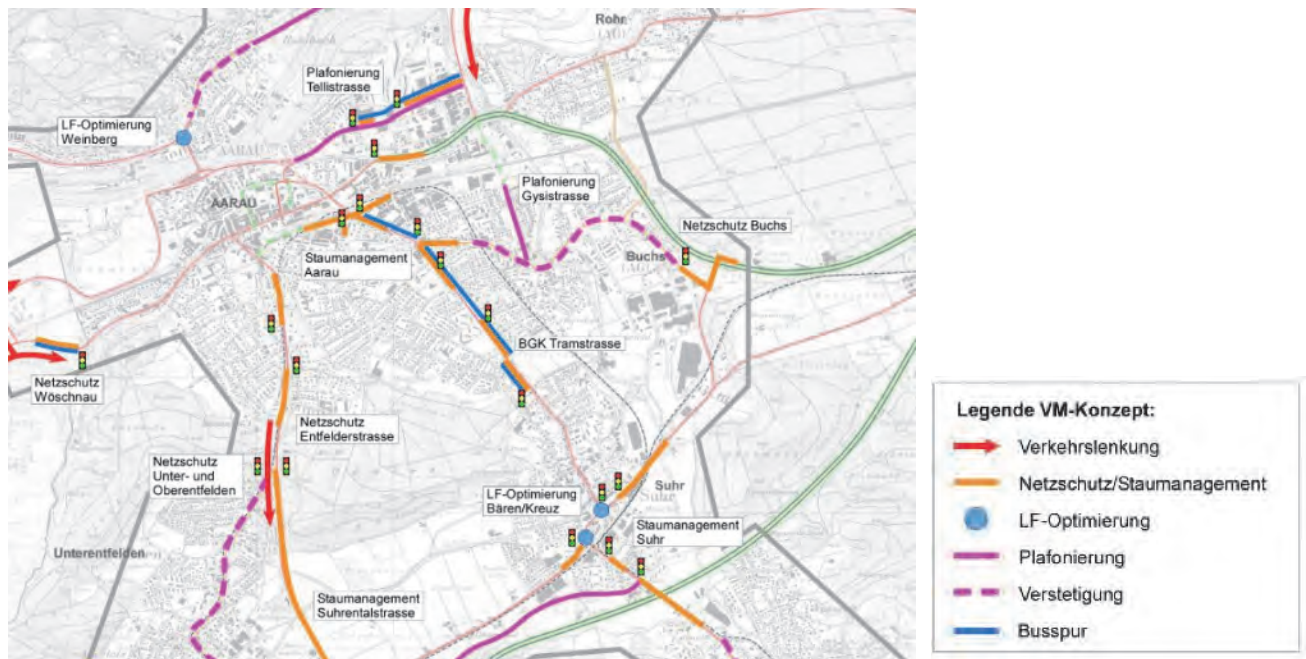 Rohr
Plafonierung
Tellistrasse
LF-Optimierung
Weinberg
AARAU
AARAU
Plafonierung
Gysistrasse
Netzschutz Buchs
Buchs
Staumanagement
Aarau
BGK Tramstrasse
Netzschutz
Wöschnau
Netzschutz
Entfelderstrasse
Netzschutz
Unter- und
Oberentfelden
LF-Optimierung
Bären/Kreuz
Suhr
Suhr
Staumanagement
Suhr
Unterentfelden
Staumanagement
Suhrentalstrasse
Legende VM-Konzept:
Verkehrslenkung
Netzschutz/Staumanagement
LF-Optimierung
Plafonierung
Verstetigung
Busspur